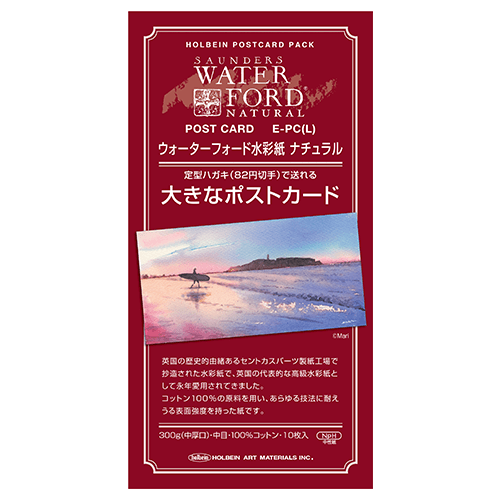 HOLBEIN POSTCARD PACK
SAUNDERS
WATER
FORD®
NATURAL
POST CARD E-PC(L)
ウォーターフォード水彩紙 ナチュラル
定型ハガキ(82円切手)で送れる
大きなポストカード
©Mari
英国の歴史的由緒あるセントカスバーツ製紙工場で
抄造された水彩紙で、英国の代表的な高級水彩紙と
して永年愛用されてきました。
コットン100%の原料を用い、あらゆる技法に耐え
うる表面強度を持った紙です。
300g(中厚口)・中目・100%コットン・10枚入
NpH
中性紙
holbein HOLBEIN ART MATERIALS INC.